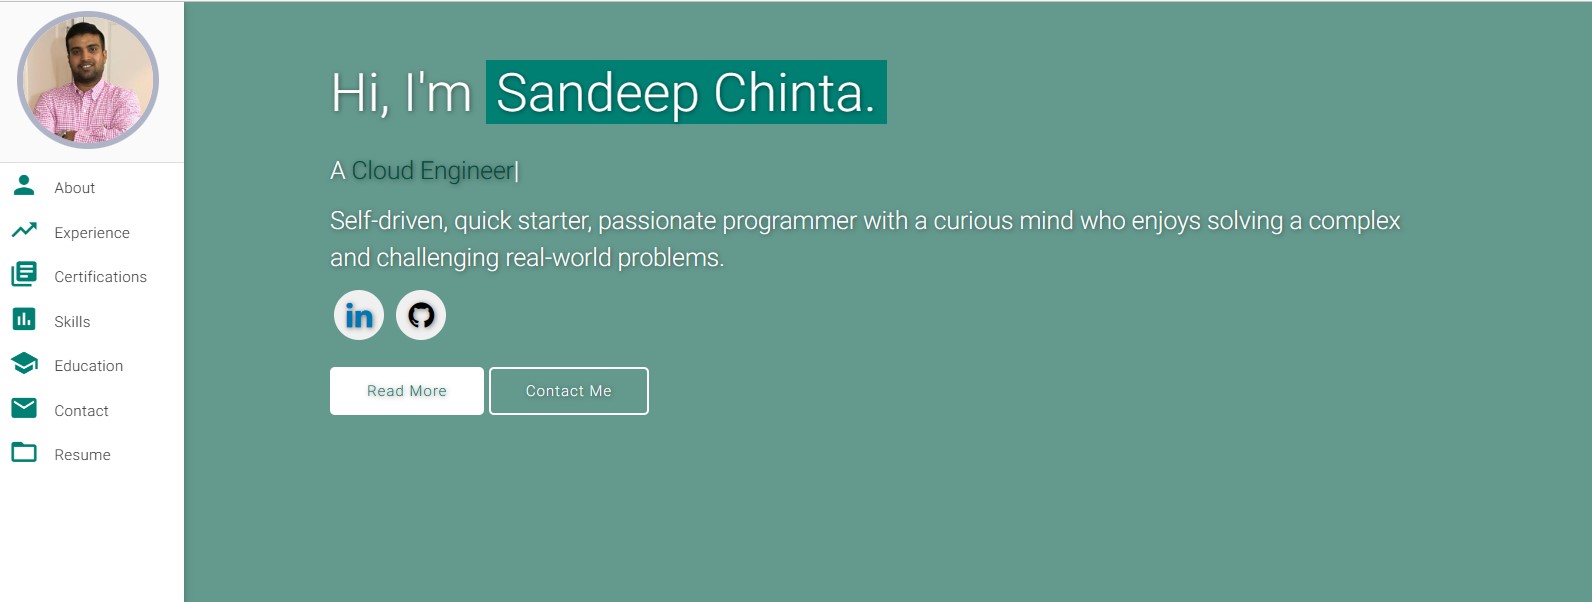 Hi, I'm Sandeep Chinta.
A Cloud Engineer|
Self-driven, quick starter, passionate programmer with a curious mind who enjoys solving a complex
and challenging real-world problems.
in
Read More Contact Me
About
Experience
Certifications
Skills
Education
Contact
Resume